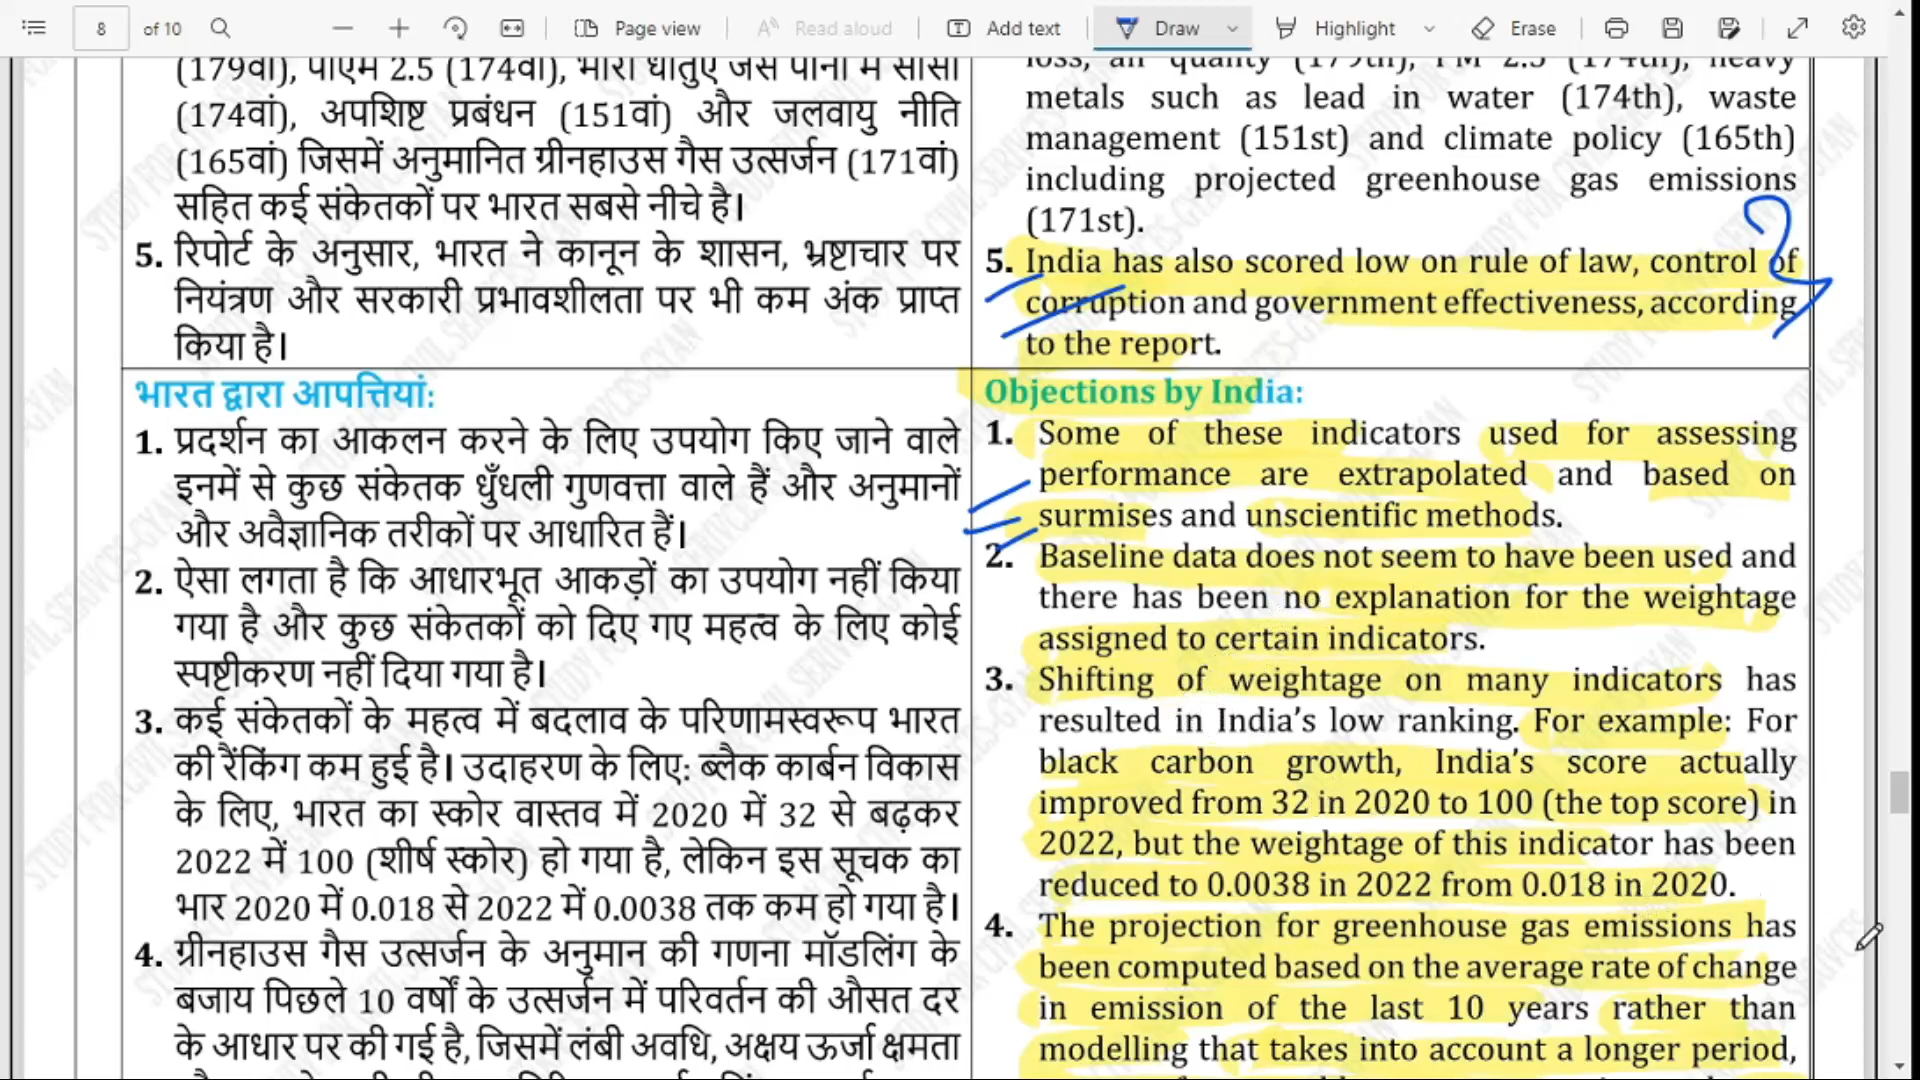 8 of 10 Page view Read aloud Add text Draw Highlight Erase
(179वां), पीएम 2.5 (174वां), भारी धातुएं जैसे पानी में सीसा
(174वां), अपशिष्ट प्रबंधन (151वां) और जलवायु नीति
(165वां) जिसमें अनुमानित ग्रीनहाउस गैस उत्सर्जन (171वां)
सहित कई संकेतकों पर भारत सबसे नीचे है।
5. रिपोर्ट के अनुसार, भारत ने कानून के शासन, भ्रष्टाचार पर
नियंत्रण और सरकारी प्रभावशीलता पर भी कम अंक प्राप्त
किया है।
loss, air quality (179th), PM 2.5 (174th), heavy
metals such as lead in water (174th), waste
management (151st) and climate policy (165th)
including projected greenhouse gas emissions
(171st).
5. India has also scored low on rule of law, control of
corruption and government effectiveness, according
to the report.
भारत द्वारा आपत्तियां:
1. प्रदर्शन का आकलन करने के लिए उपयोग किए जाने वाले
इनमें से कुछ संकेतक धुँधली गुणवत्ता वाले हैं और अनुमानों
और अवैज्ञानिक तरीकों पर आधारित हैं।
2. ऐसा लगता है कि आधारभूत आकड़ों का उपयोग नहीं किया
गया है और कुछ संकेतकों को दिए गए महत्व के लिए कोई
स्पष्टीकरण नहीं दिया गया है।
3. कई संकेतकों के महत्व में बदलाव के परिणामस्वरूप भारत
की रैंकिंग कम हुई है। उदाहरण के लिए: ब्लैक कार्बन विकास
के लिए, भारत का स्कोर वास्तव में 2020 में 32 से बढ़कर
2022 में 100 (शीर्ष स्कोर) हो गया है, लेकिन इस सूचक का
भार 2020 में 0.018 से 2022 में 0.0038 तक कम हो गया है।
4. ग्रीनहाउस गैस उत्सर्जन के अनुमान की गणना मॉडलिंग के
बजाय पिछले 10 वर्षों के उत्सर्जन में परिवर्तन की औसत दर
के आधार पर की गई है, जिसमें लंबी अवधि, अक्षय ऊर्जा क्षमता
Objections by India:
1. Some of these indicators used for assessing
performance are extrapolated and based on
surmises and unscientific methods.
2. Baseline data does not seem to have been used and
there has been no explanation for the weightage
assigned to certain indicators.
3. Shifting of weightage on many indicators has
resulted in India's low ranking. For example: For
black carbon growth, India's score actually
improved from 32 in 2020 to 100 (the top score) in
2022, but the weightage of this indicator has been
reduced to 0.0038 in 2022 from 0.018 in 2020.
4. The projection for greenhouse gas emissions has
been computed based on the average rate of change
in emission of the last 10 years rather than
modelling that takes into account a longer period,